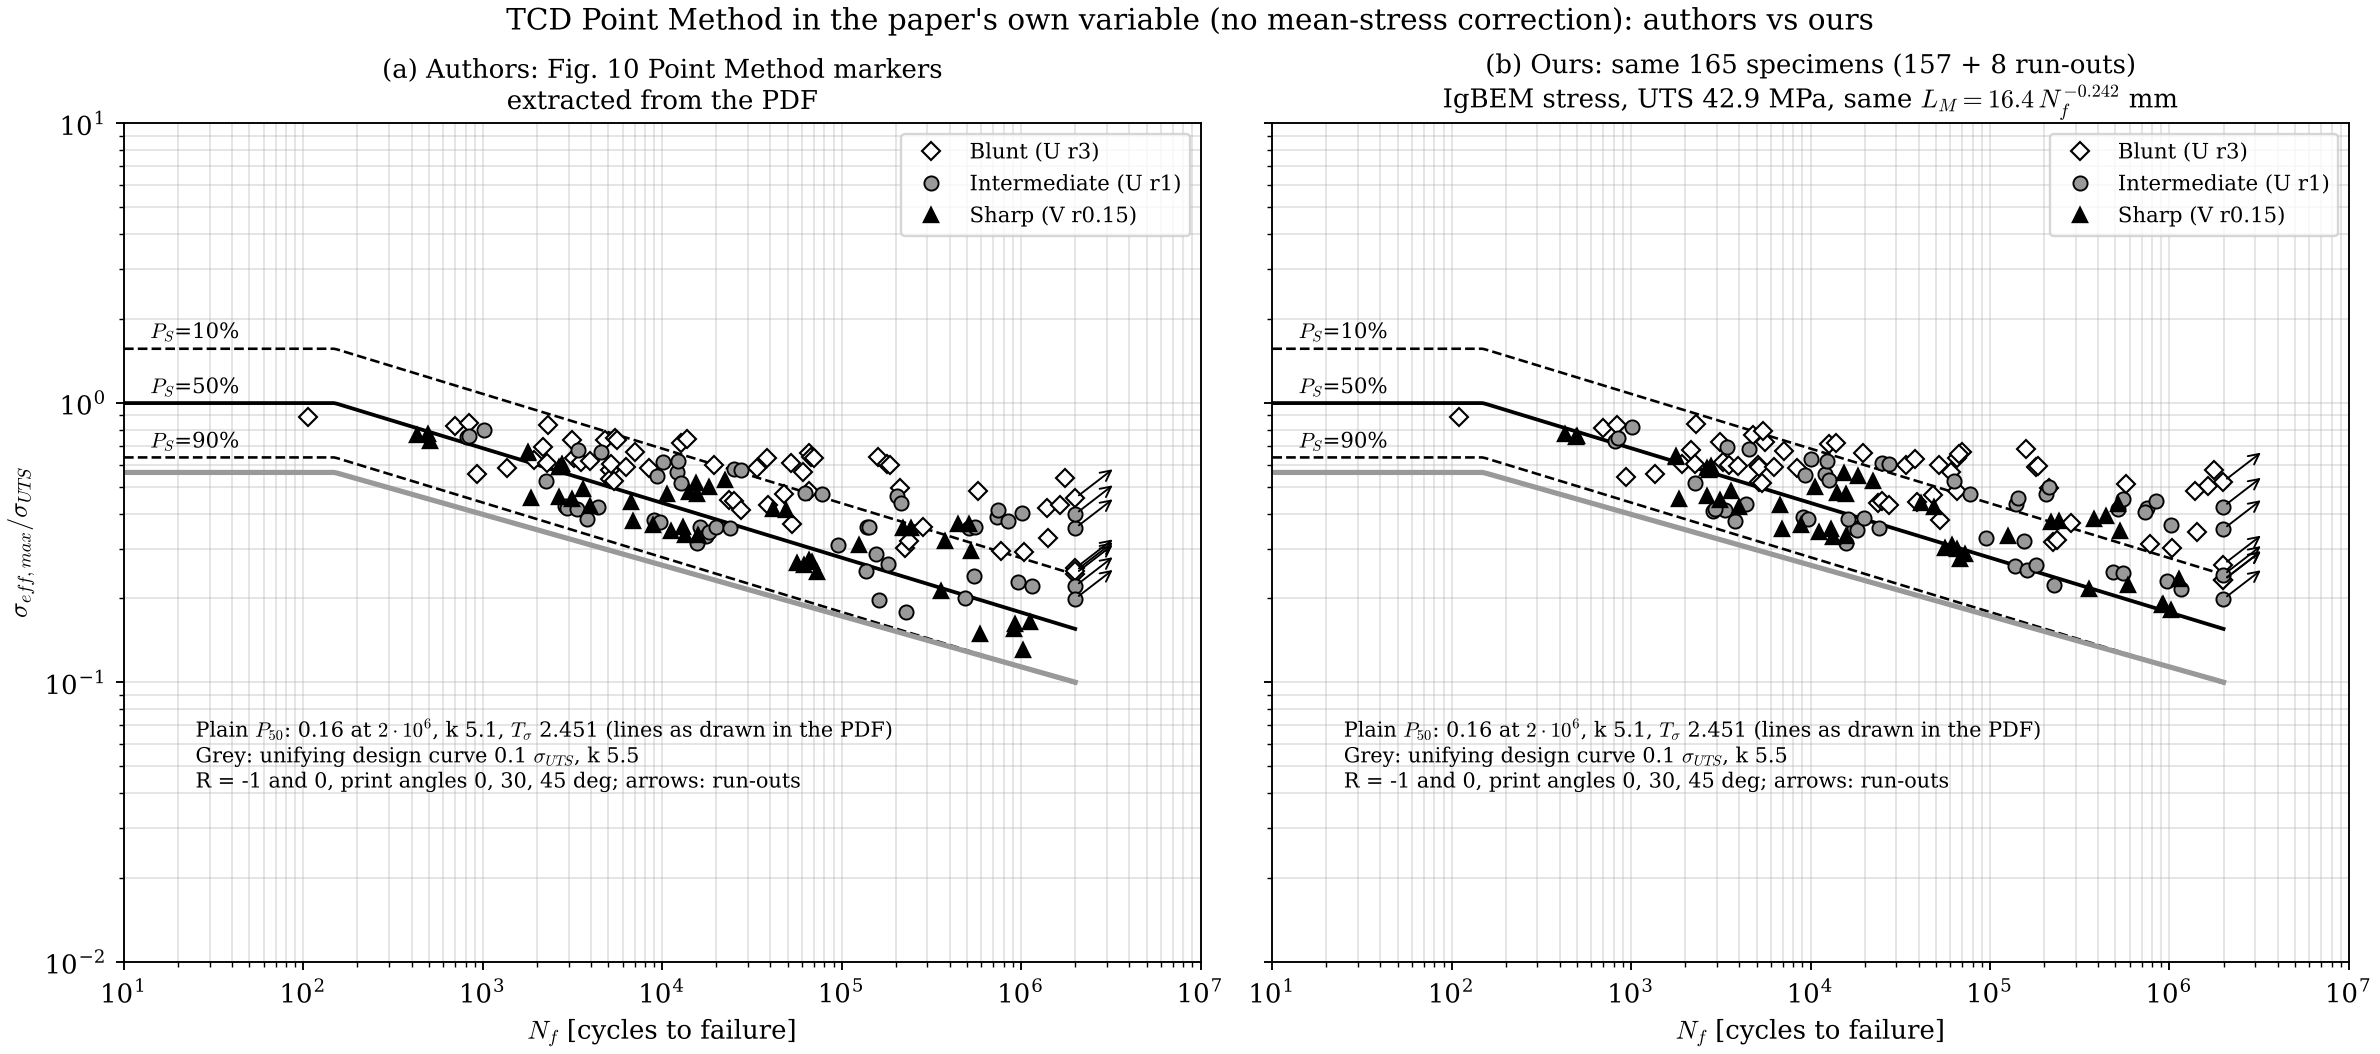 TCD Point Method in the paper's own variable (no mean-stress correction): authors vs ours
(a) Authors: Fig. 10 Point Method markers
extracted from the PDF
10^1
10^0
10^-1
10^-2
σ_eff,max/σ_UTS
Blunt (U r3)
Intermediate (U r1)
Sharp (V r0.15)
P_S=10%
P_S=50%
P_S=90%
Plain P_50: 0.16 at 2 · 10^6, k 5.1, T_σ 2.451 (lines as drawn in the PDF)
Grey: unifying design curve 0.1 σ_UTS, k 5.5
R = -1 and 0, print angles 0, 30, 45 deg; arrows: run-outs
10^1 10^2 10^3 10^4 10^5 10^6 10^7
N_f [cycles to failure]
(b) Ours: same 165 specimens (157 + 8 run-outs)
IgBEM stress, UTS 42.9 MPa, same L_M = 16.4 N_f^-0.242 mm
Blunt (U r3)
Intermediate (U r1)
Sharp (V r0.15)
P_S=10%
P_S=50%
P_S=90%
Plain P_50: 0.16 at 2 · 10^6, k 5.1, T_σ 2.451 (lines as drawn in the PDF)
Grey: unifying design curve 0.1 σ_UTS, k 5.5
R = -1 and 0, print angles 0, 30, 45 deg; arrows: run-outs
10^1 10^2 10^3 10^4 10^5 10^6 10^7
N_f [cycles to failure]